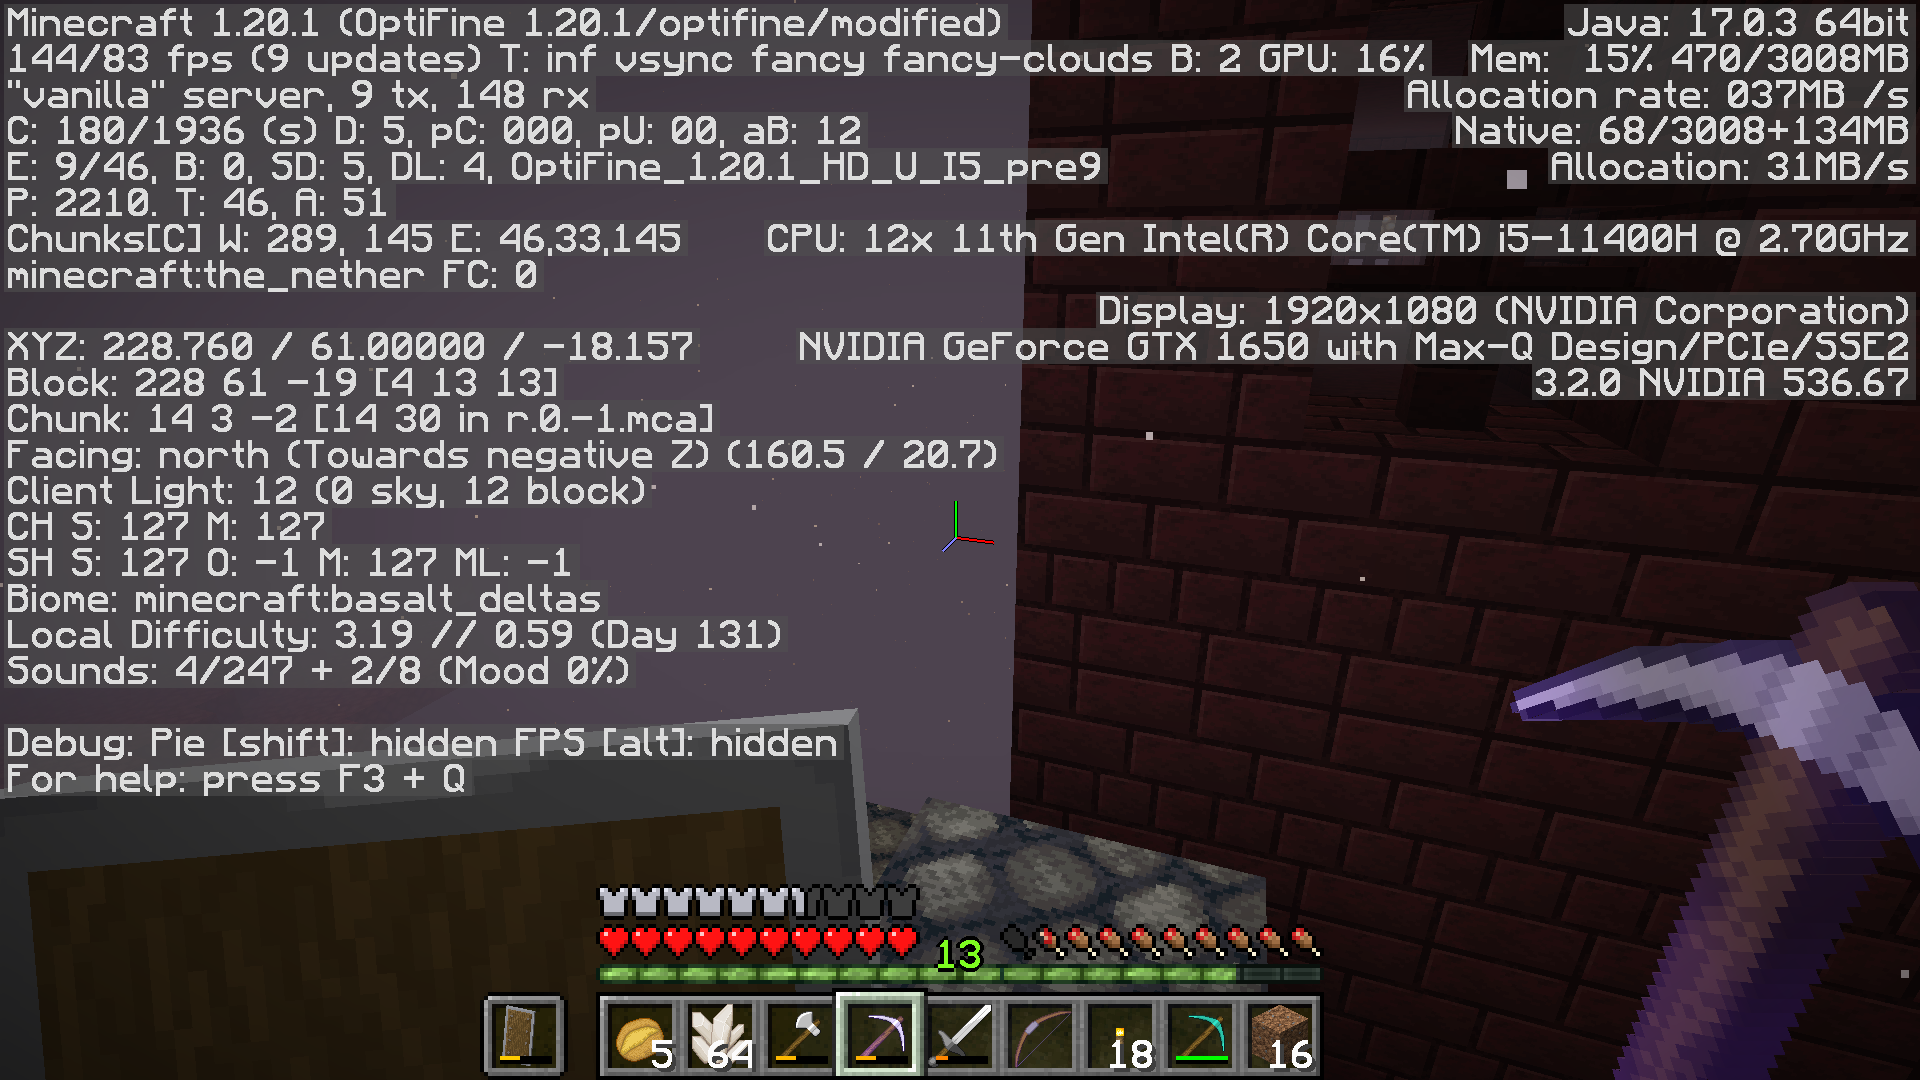 Minecraft 1.20.1 (OptiFine 1.20.1/optifine/modified)
144/83 fps (9 updates) T: inf vsync fancy fancy-clouds B: 2 GPU: 16%
"vanilla" server, 9 tx, 148 rx
C: 180/1936 (s) D: 5, pC: 000, pU: 00, aB: 12
E: 9/46, B: 0, SD: 5, DL: 4, OptiFine_1.20.1_HD_U_I5_pre9
P: 2210. T: 46, A: 51
Chunks[C] W: 289, 145 E: 46,33,145
minecraft:the_nether FC: 0
XYZ: 228.760 / 61.00000 / -18.157
Block: 228 61 -19 [4 13 13]
Chunk: 14 3 -2 [14 30 in r.0.-1.mca]
Facing: north (Towards negative Z) (160.5 / 20.7)
Client Light: 12 (0 sky, 12 block)
CH S: 127 M: 127
SH S: 127 O: -1 M: 127 ML: -1
Biome: minecraft:basalt_deltas
Local Difficulty: 3.19 // 0.59 (Day 131)
Sounds: 4/247 + 2/8 (Mood 0%)
Debug: Pie [shift]: hidden FPS [alt]: hidden
For help: press F3 + Q
Java: 17.0.3 64bit
Mem: 15% 470/3008MB
Allocation rate: 037MB /s
Native: 68/3008+134MB
Allocation: 31MB/s
CPU: 12x 11th Gen Intel(R) Core(TM) i5-11400H @ 2.70GHz
Display: 1920x1080 (NVIDIA Corporation)
NVIDIA GeForce GTX 1650 with Max-Q Design/PCIe/SSE2
3.2.0 NVIDIA 536.67
13
5
64
18
16